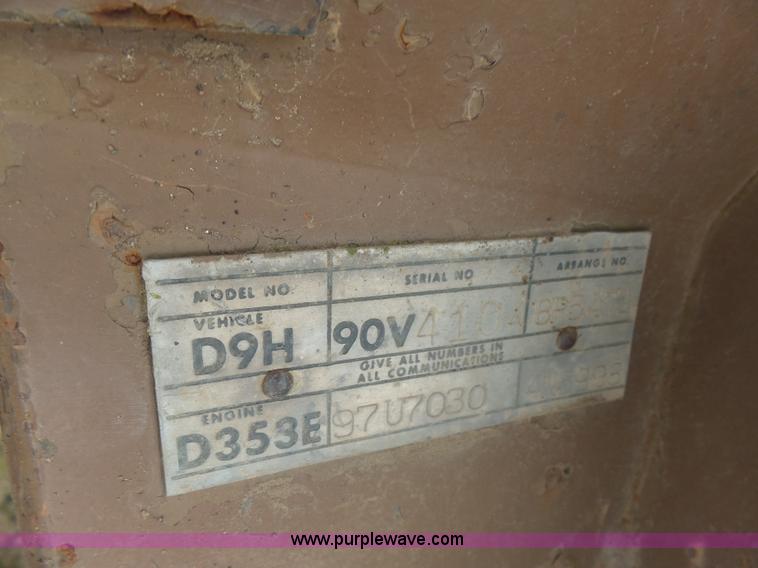 MODEL NO. SERIAL NO ARRANGE NO.
VEHICLE
D9H 90V
GIVE ALL NUMBERS IN
ALL COMMUNICATIONS
ENGINE
D353E 97U7030
www.purplewave.com